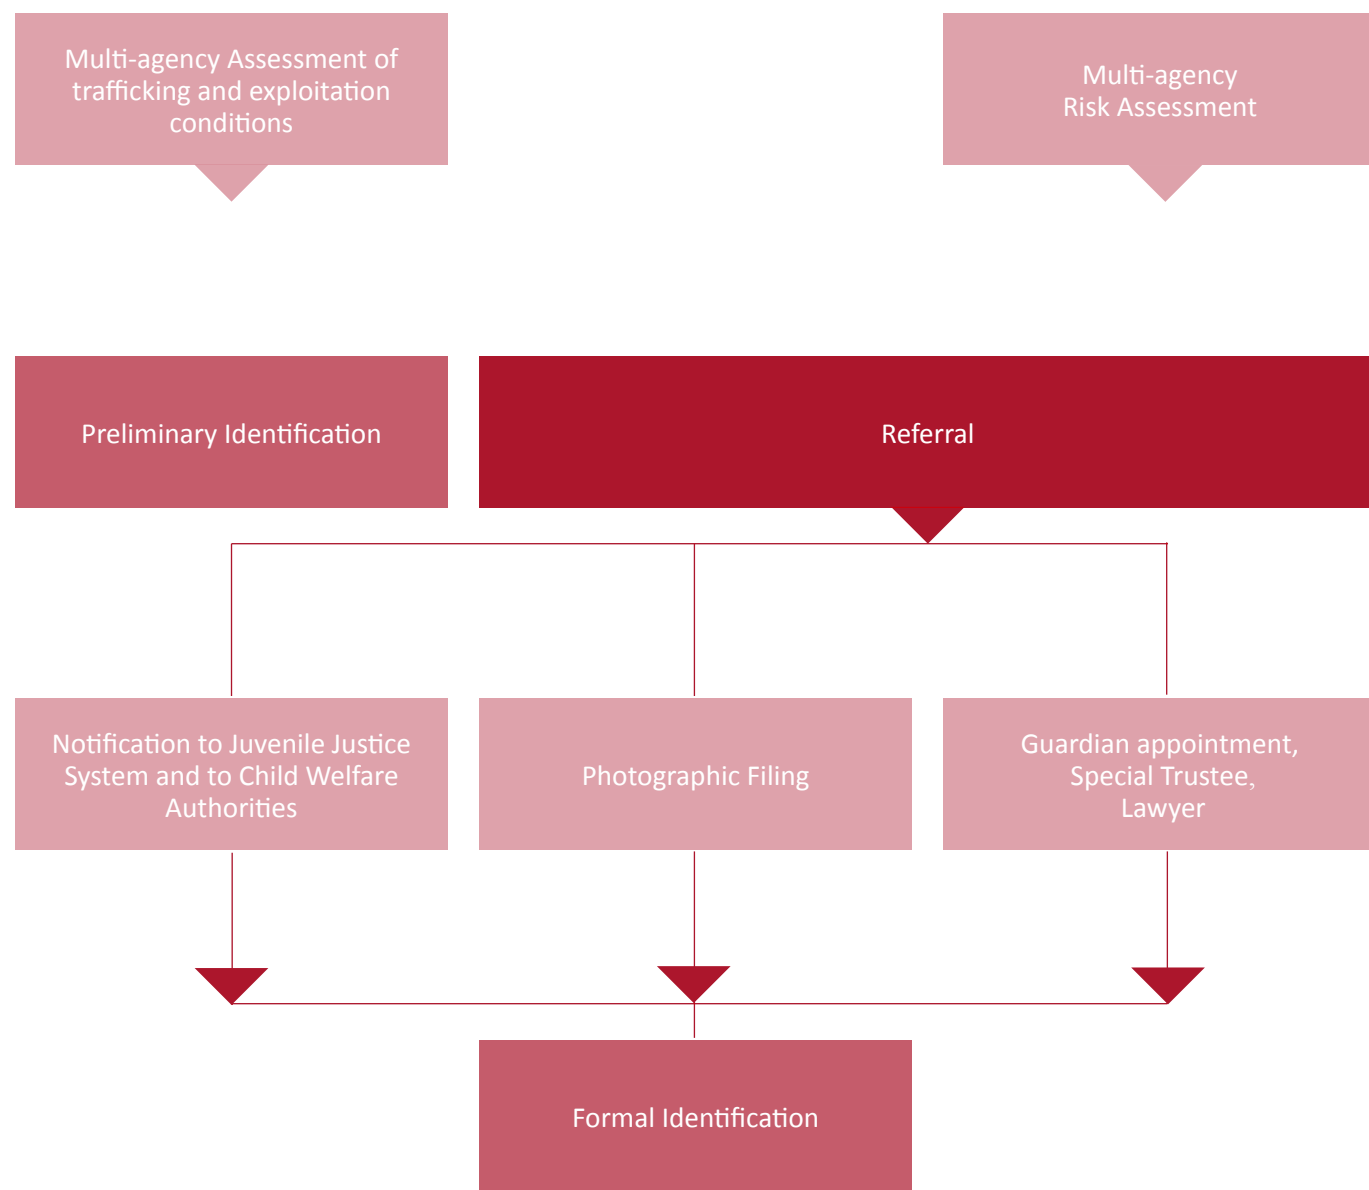 Multi-agency Assessment of
trafficking and exploitation
conditions
Multi-agency
Risk Assessment
Preliminary Identification
Referral
Notification to Juvenile Justice
System and to Child Welfare
Authorities
Photographic Filing
Guardian appointment,
Special Trustee,
Lawyer
Formal Identification